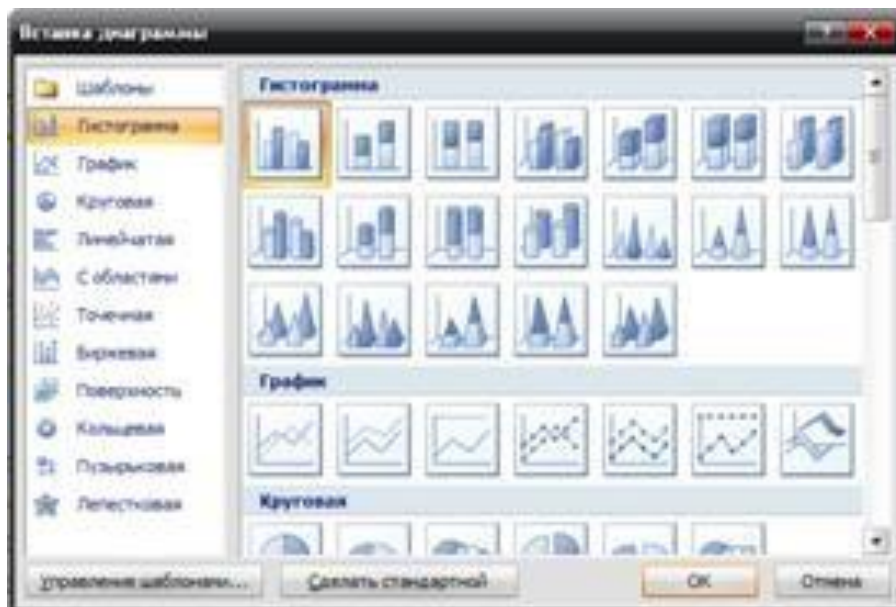 Вставка диаграммы
Шаблоны
Гистограмма
График
Круговая
Линейчатая
С областями
Точечная
Биржевая
Поверхность
Кольцевая
Пузырьковая
Лепестковая
Гистограмма
График
Круговая
Управление шаблонами...
Сделать стандартной
ОК
Отмена